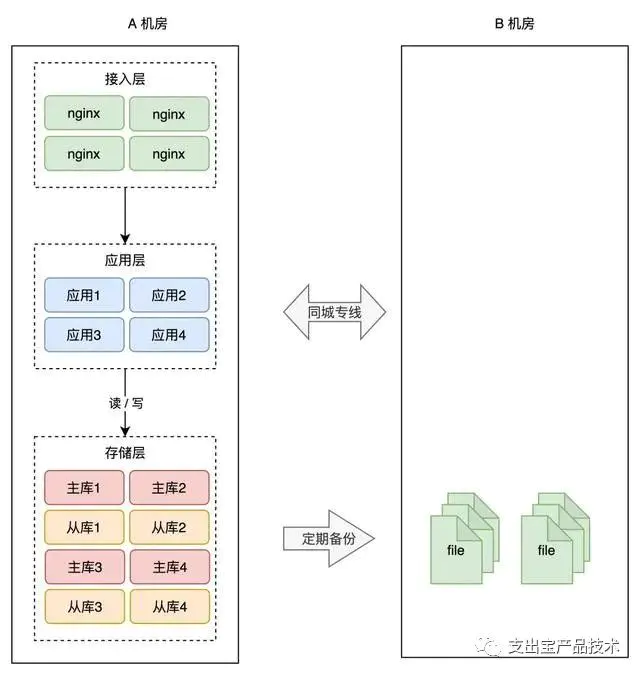 A 机房
B 机房
接入层
nginx
nginx
nginx
nginx
应用层
应用1
应用2
应用3
应用4
同城专线
读 / 写
存储层
主库1
主库2
从库1
从库2
主库3
主库4
从库3
从库4
定期备份
file
file
支出宝产品技术